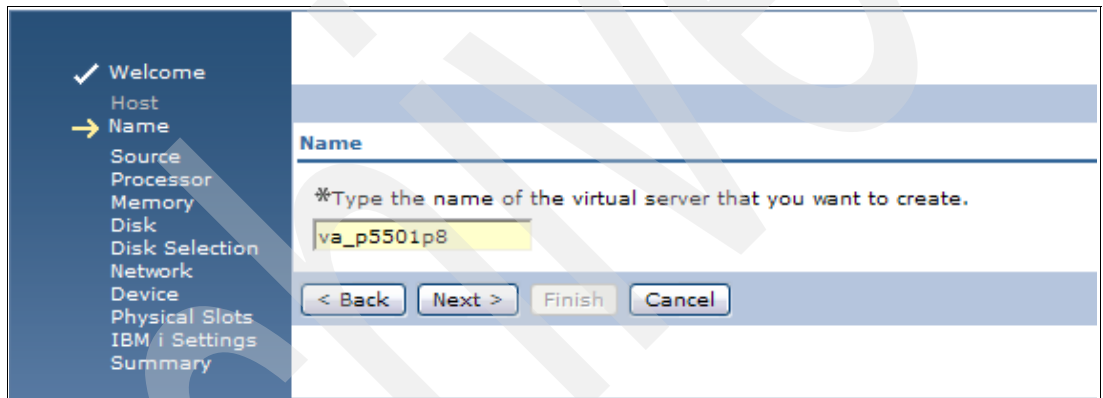 Welcome
Host
Name
Source
Processor
Memory
Disk
Disk Selection
Network
Device
Physical Slots
IBM i Settings
Summary
Name
*Type the name of the virtual server that you want to create.
va_p5501p8
< Back Next > Finish Cancel